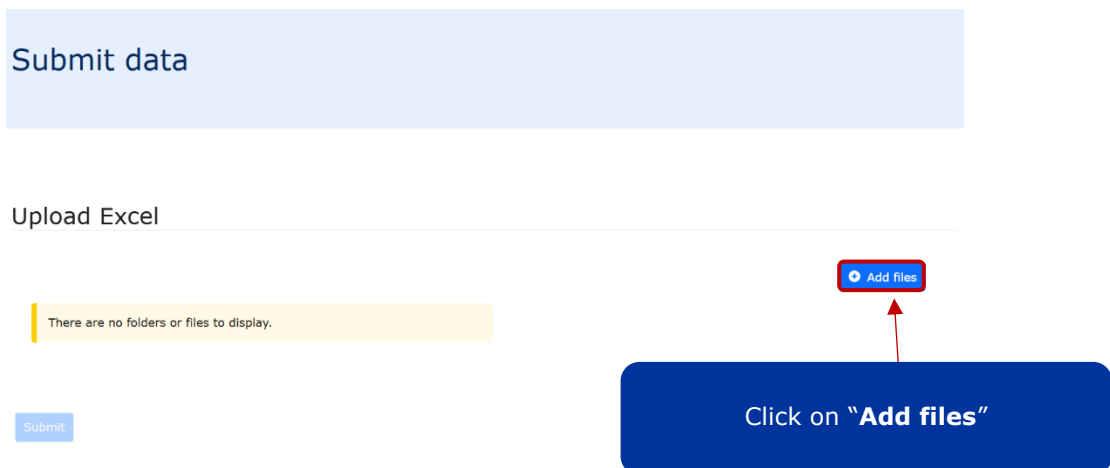 Submit data
Upload Excel
Add files
There are no folders or files to display.
Submit
Click on “Add files”